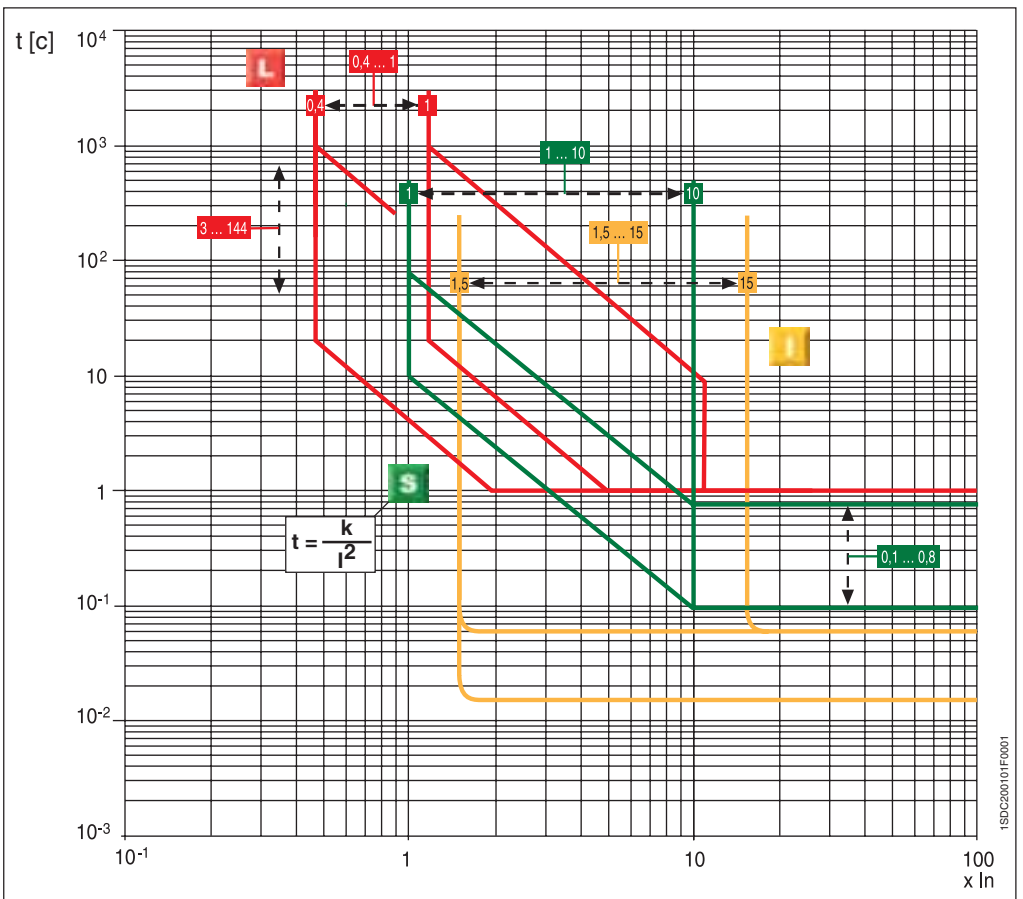 t [c]
10⁴
L
0,4 ... 1
0,4
1
10³
1 ... 10
1
10
3 ... 144
1,5 ... 15
10²
1,5
15
I
10
S
1
t = k / I²
0,1 ... 0,8
10⁻¹
10⁻²
10⁻³
10⁻¹
1
10
100
x In
1SDC200101F0001